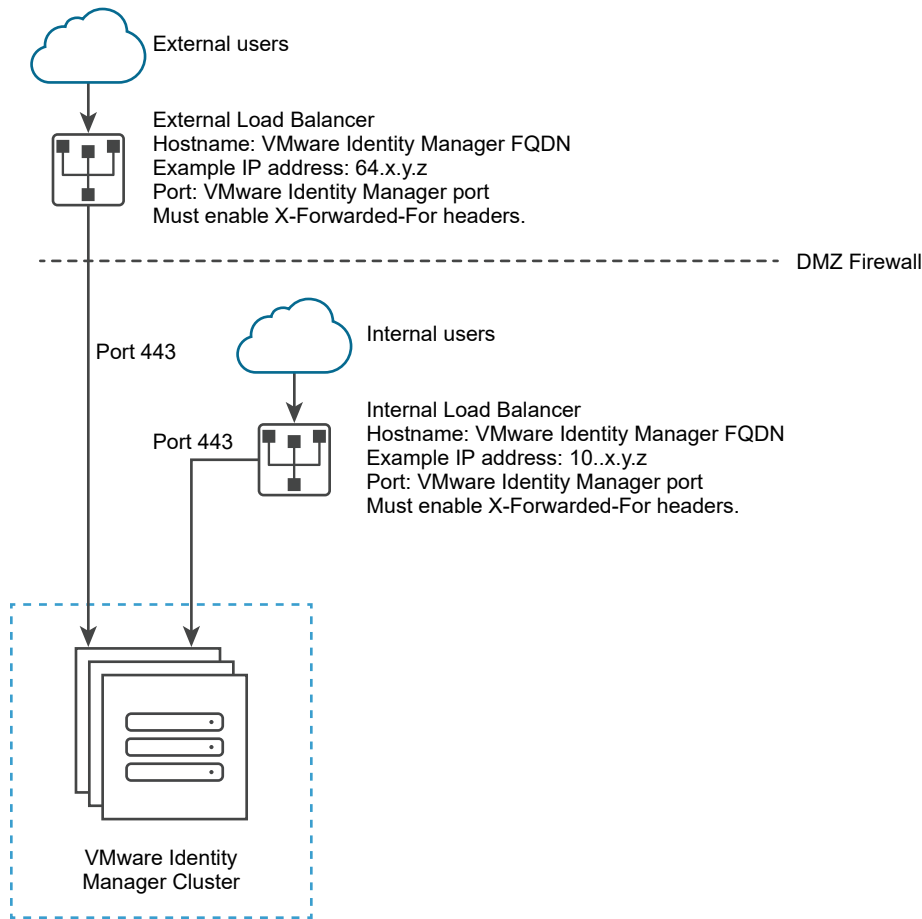 External users
External Load Balancer
Hostname: VMware Identity Manager FQDN
Example IP address: 64.x.y.z
Port: VMware Identity Manager port
Must enable X-Forwarded-For headers.
DMZ Firewall
Internal users
Port 443
Internal Load Balancer
Hostname: VMware Identity Manager FQDN
Example IP address: 10..x.y.z
Port: VMware Identity Manager port
Must enable X-Forwarded-For headers.
Port 443
VMware Identity
Manager Cluster